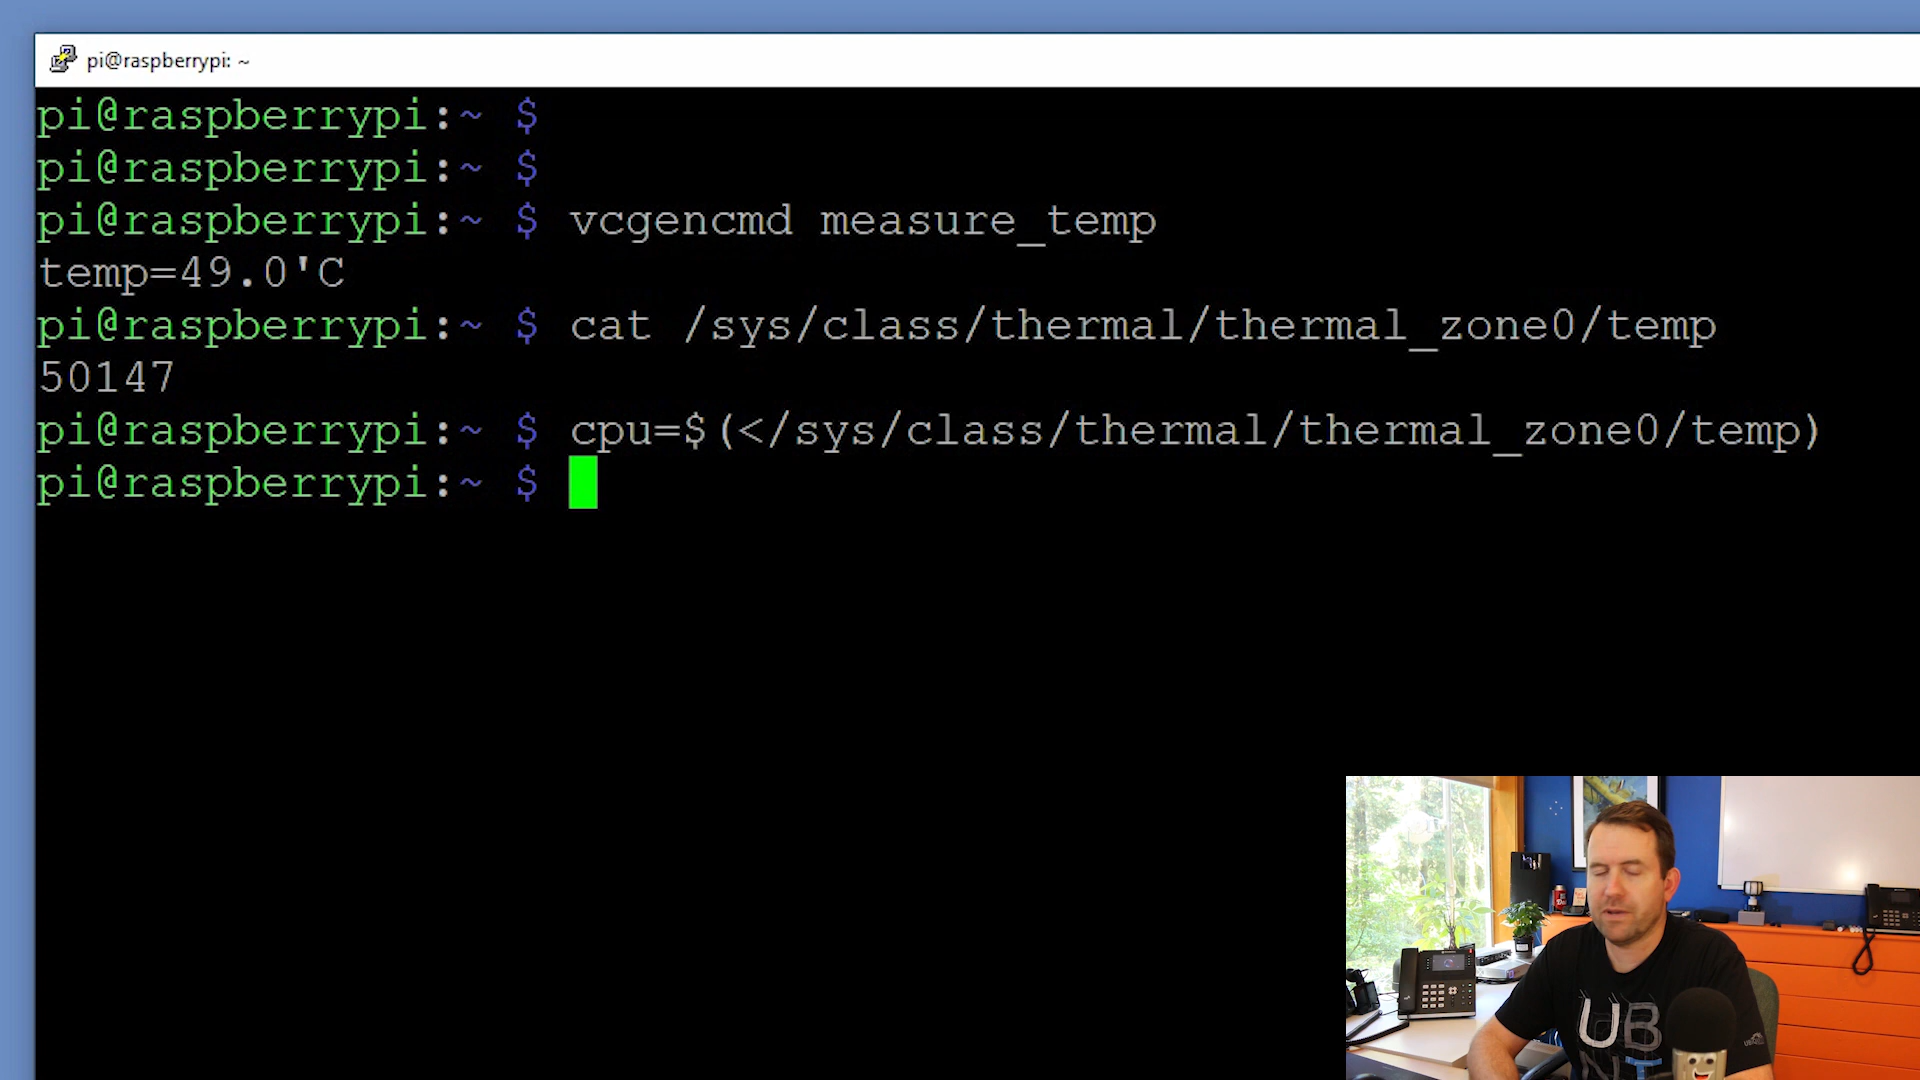 pi@raspberrypi: ~
pi@raspberrypi:~ $
pi@raspberrypi:~ $
pi@raspberrypi:~ $ vcgencmd measure_temp
temp=49.0'C
pi@raspberrypi:~ $ cat /sys/class/thermal/thermal_zone0/temp
50147
pi@raspberrypi:~ $ cpu=$(</sys/class/thermal/thermal_zone0/temp)
pi@raspberrypi:~ $
UB